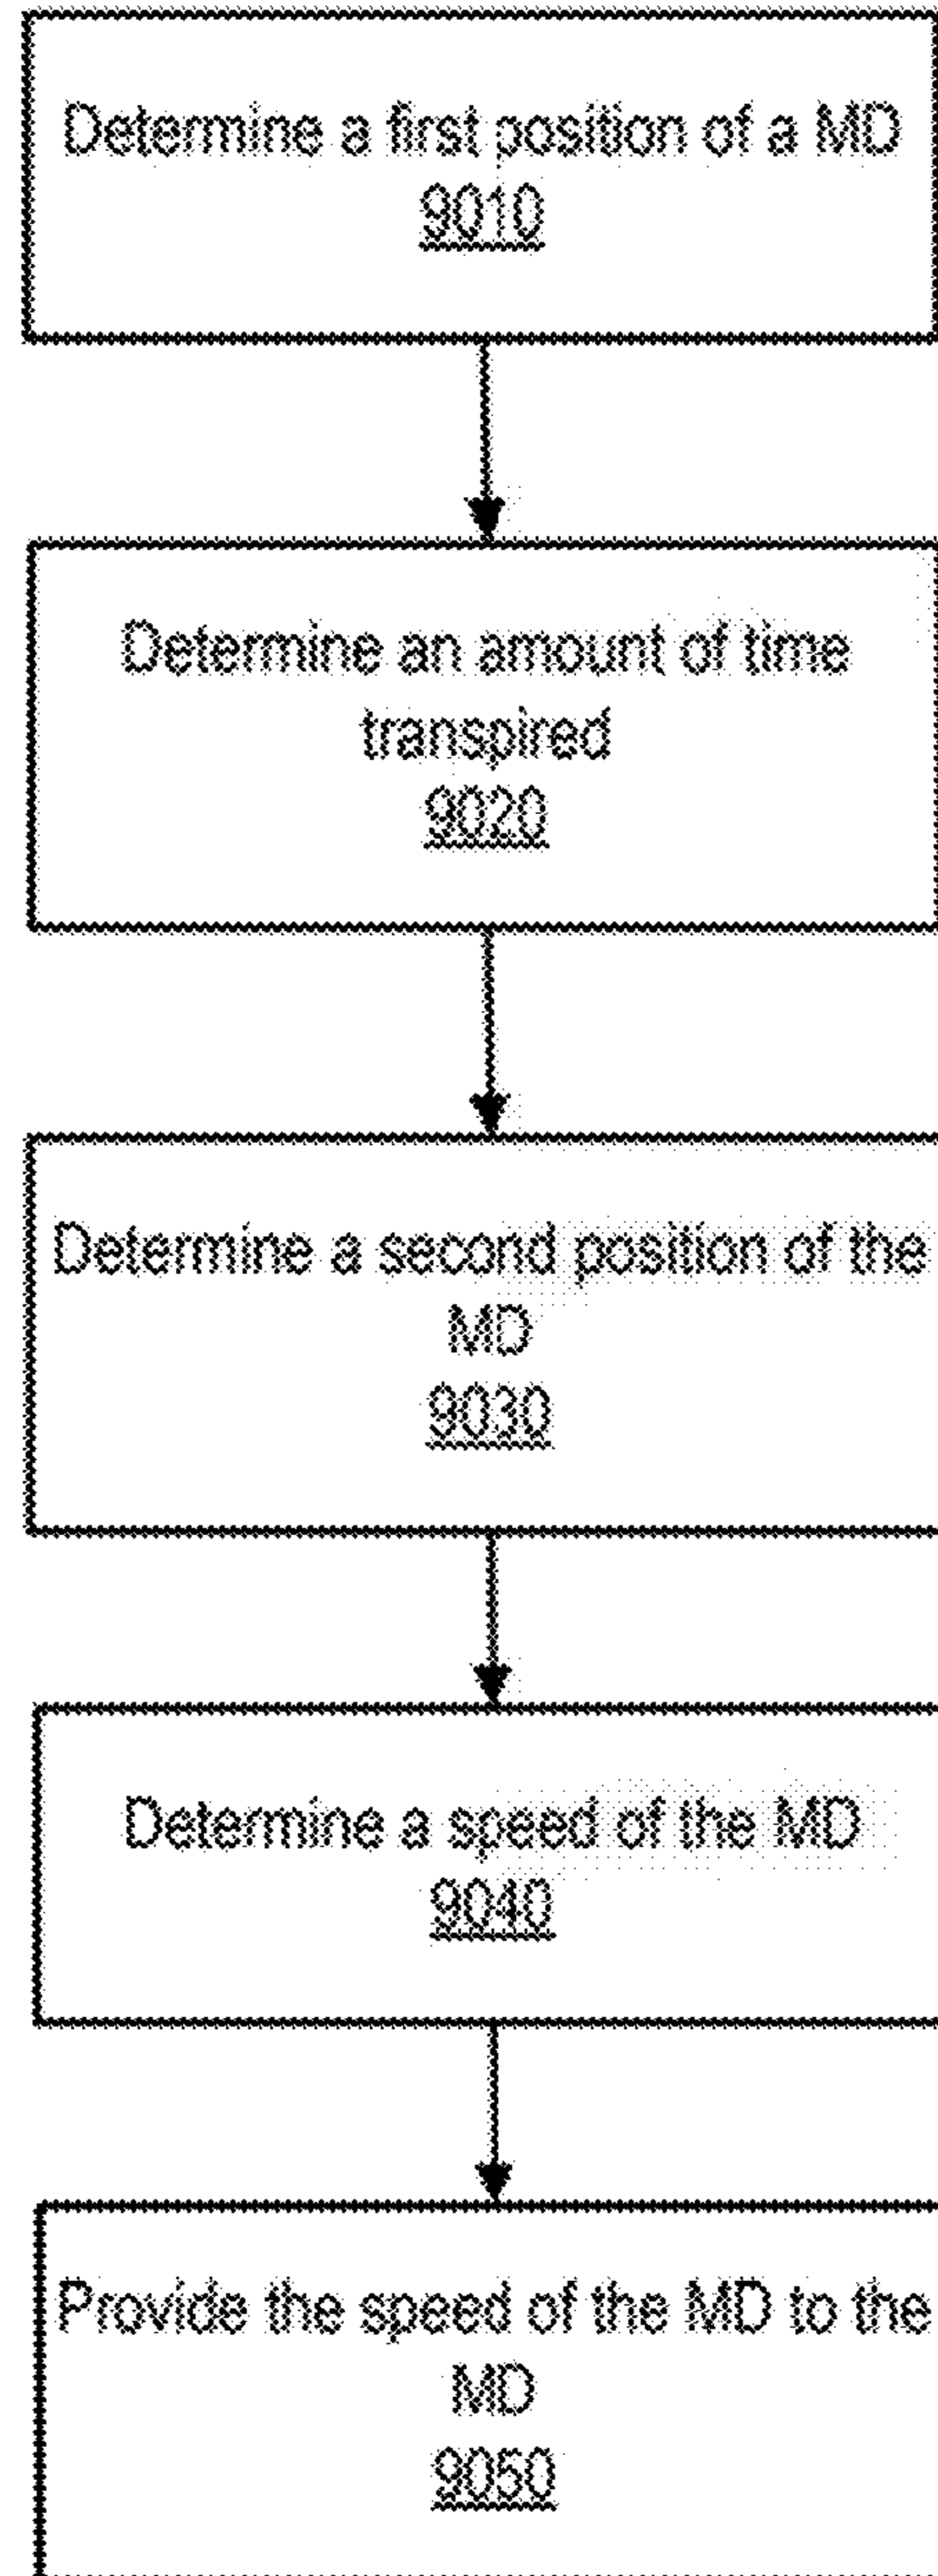 Determine a first position of a MD
9010
Determine an amount of time
transpired
9020
Determine a second position of the
MD
9030
Determine a speed of the MD
9040
Provide the speed of the MD to the
MD
9050